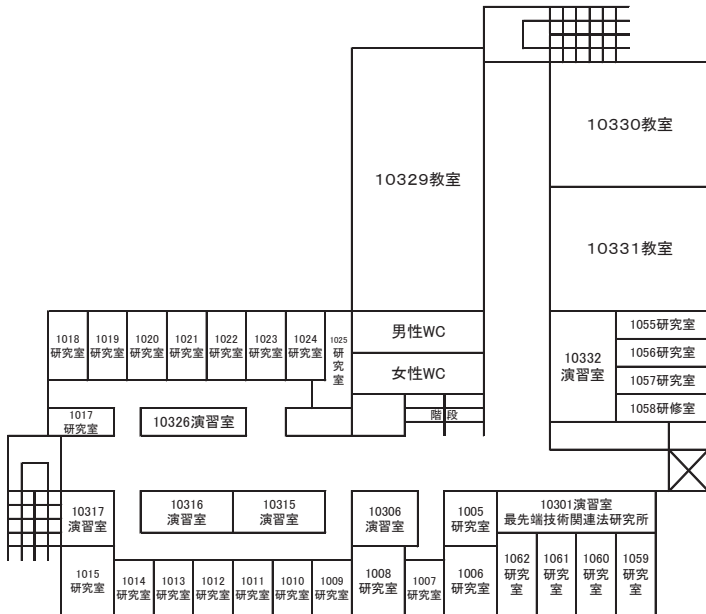 10330教室
10329教室
10331教室
1018
研究室
1019
研究室
1020
研究室
1021
研究室
1022
研究室
1023
研究室
1024
研究室
1025
研
究
室
男性WC
女性WC
10332
演習室
1055研究室
1056研究室
1057研究室
1058研修室
1017
研究室
10326演習室
階段
10317
演習室
10316
演習室
10315
演習室
10306
演習室
1005
研究室
10301演習室
最先端技術関連法研究所
1015
研究室
1014
研究室
1013
研究室
1012
研究室
1011
研究室
1010
研究室
1009
研究室
1008
研究室
1007
研究室
1006
研究室
1062
研究
室
1061
研究
室
1060
研究
室
1059
研究
室